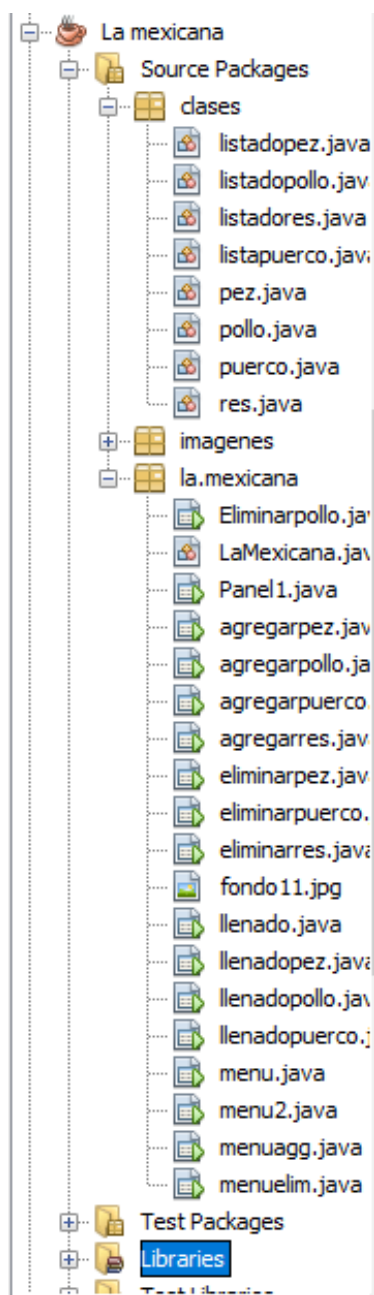 La mexicana
Source Packages
clases
listadopez.java
listadopollo.jav
listadores.java
listapuerco.java
pez.java
pollo.java
puerco.java
res.java
imagenes
la.mexicana
Eliminarpollo.jav
LaMexicana.jav
Panel1.java
agregarpez.jav
agregarpollo.ja
agregarpuerco.
agregarres.java
eliminarpez.jav
eliminarpuerco.
eliminarres.java
fondo11.jpg
llenado.java
llenadopez.java
llenadopollo.jav
llenadopuerco.j
menu.java
menu2.java
menuagg.java
menuelim.java
Test Packages
Libraries
Test Libraries